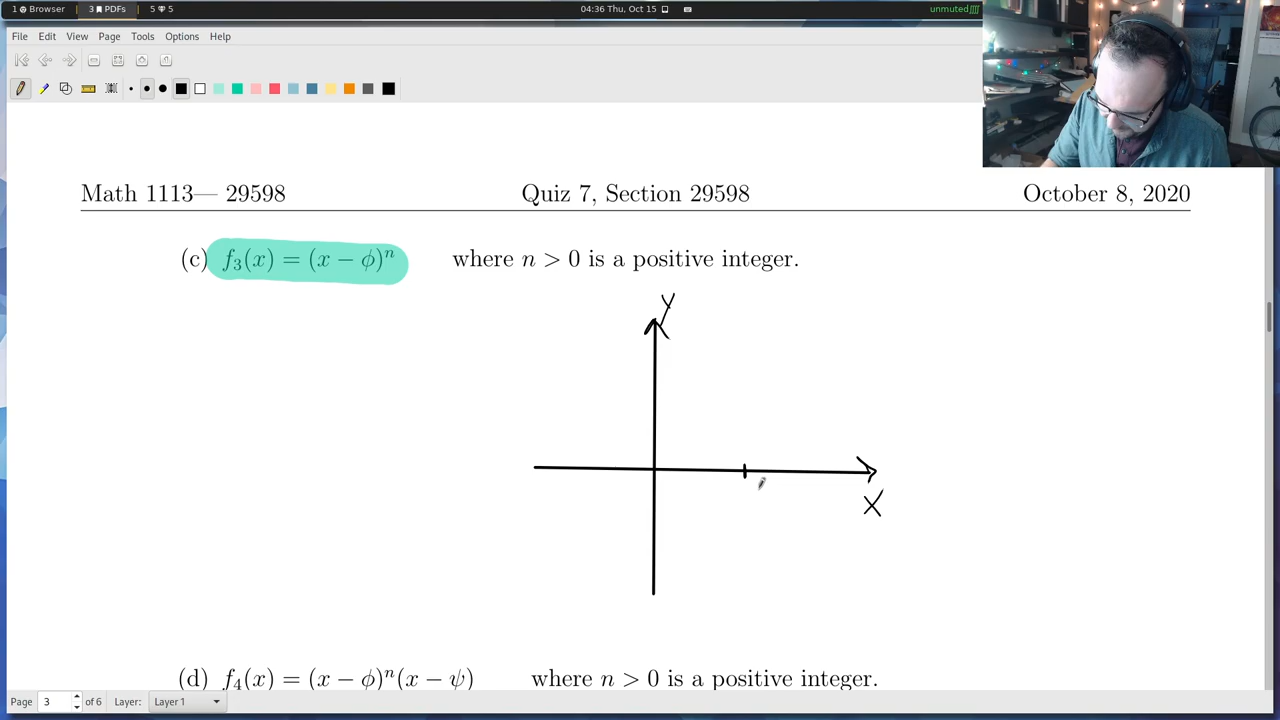 1 Browser 3 PDFs 5 5 04:36 Thu, Oct 15 unmuted
File Edit View Page Tools Options Help
Math 1113— 29598 Quiz 7, Section 29598 October 8, 2020
(c) f₃(x) = (x − ϕ)ⁿ where n > 0 is a positive integer.
Y
X
(d) f₄(x) = (x − ϕ)ⁿ(x − ψ) where n > 0 is a positive integer.
Page 3 of 6 Layer: Layer 1